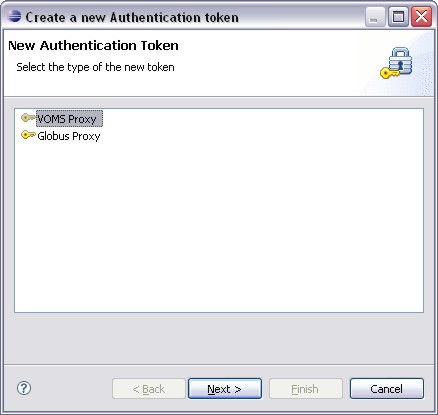 Create a new Authentication token
New Authentication Token
Select the type of the new token
VOMS Proxy
Globus Proxy
? < Back Next > Finish Cancel